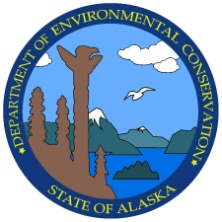 DEPARTMENT OF ENVIRONMENTAL CONSERVATION
STATE OF ALASKA